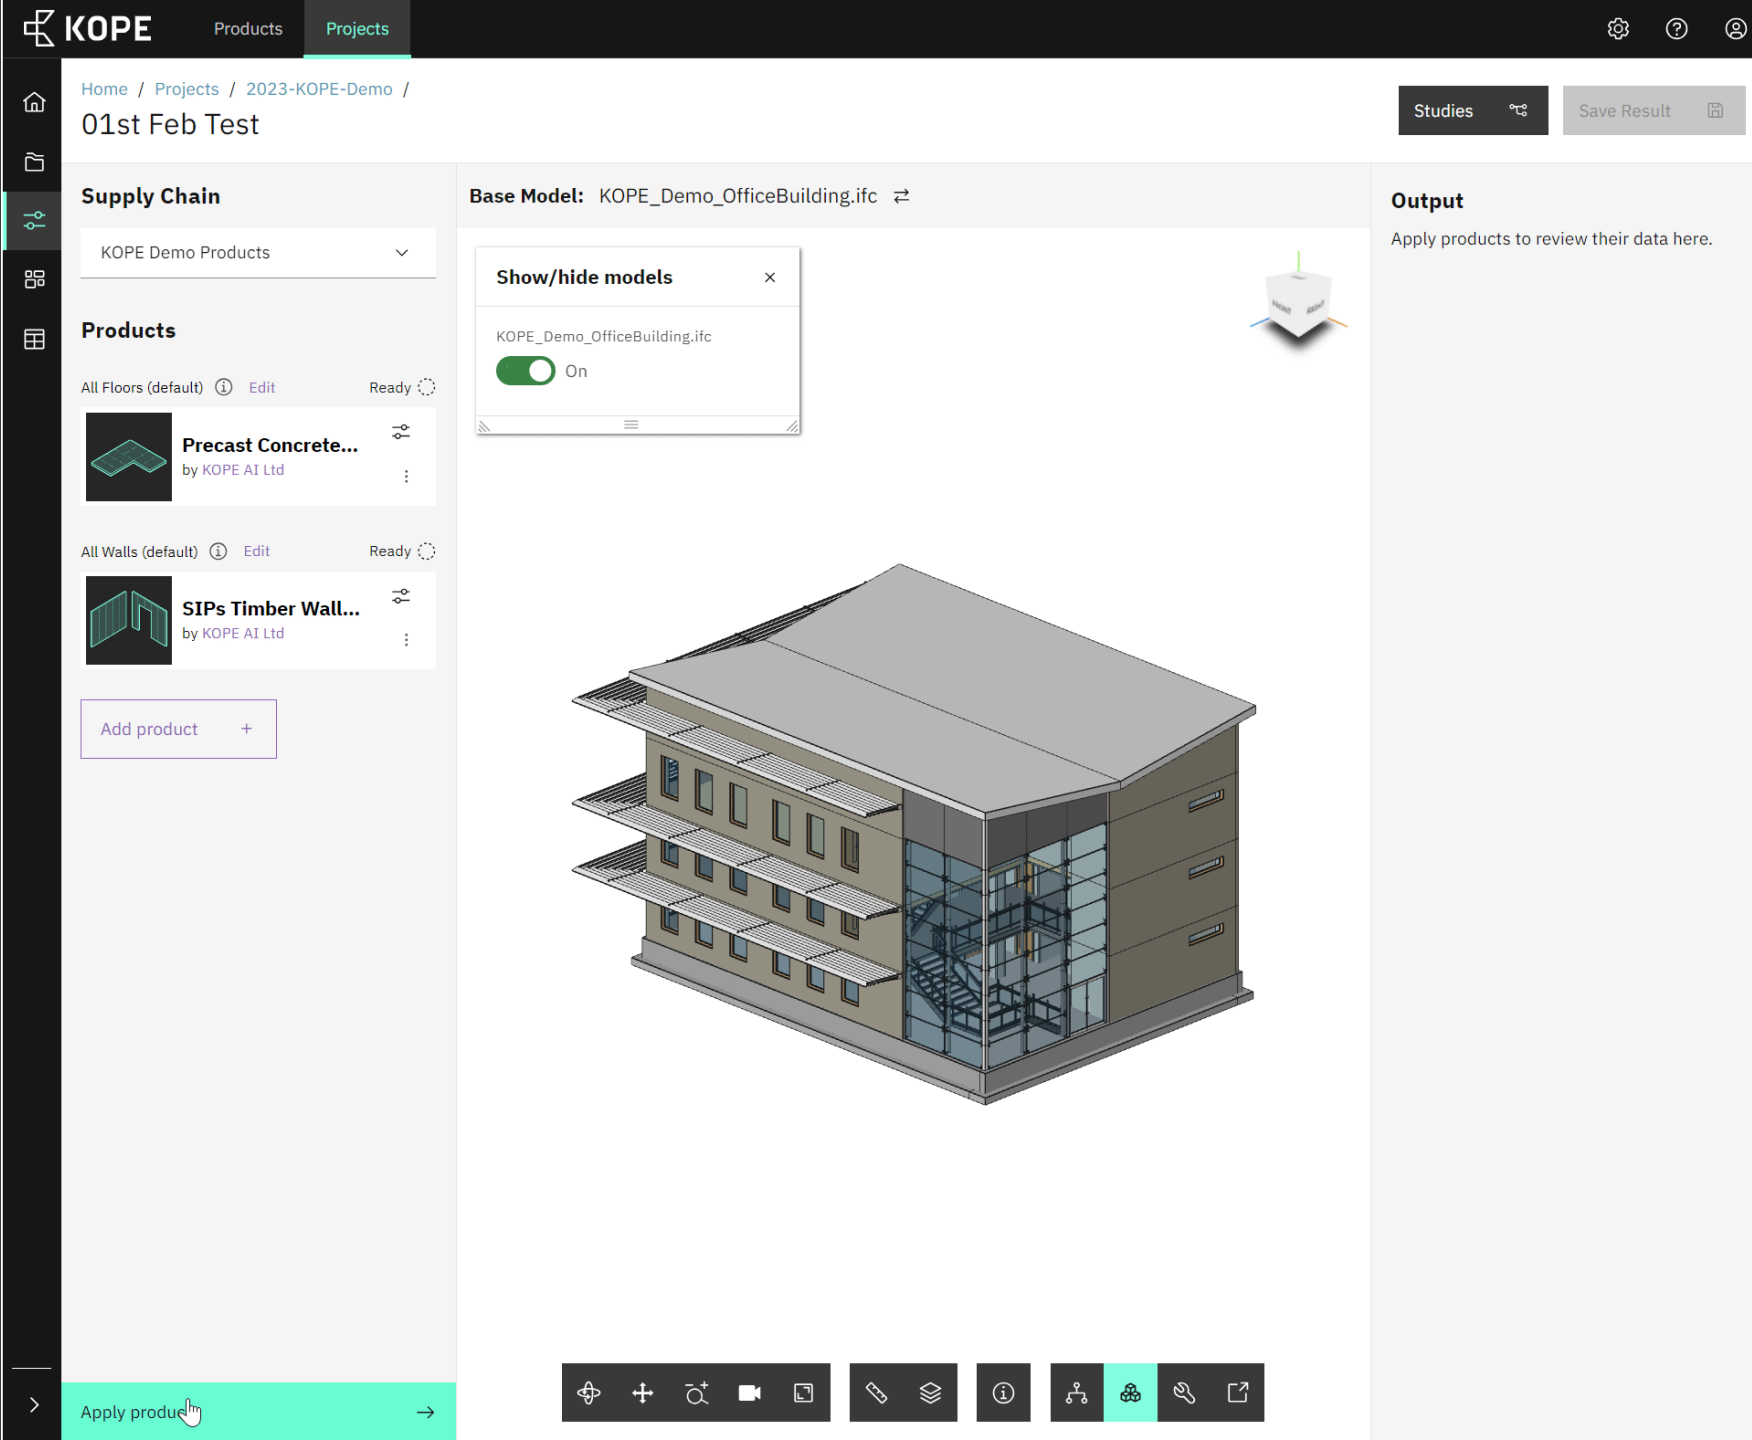 KOPE
Products
Projects
Home / Projects / 2023-KOPE-Demo /
01st Feb Test
Studies
Save Result
Supply Chain
KOPE Demo Products
Products
All Floors (default) Edit Ready
Precast Concrete...
by KOPE AI Ltd
All Walls (default) Edit Ready
SIPs Timber Wall...
by KOPE AI Ltd
Add product +
Apply produc
Base Model: KOPE_Demo_OfficeBuilding.ifc
Show/hide models
KOPE_Demo_OfficeBuilding.ifc
On
FRONT
RIGHT
Output
Apply products to review their data here.